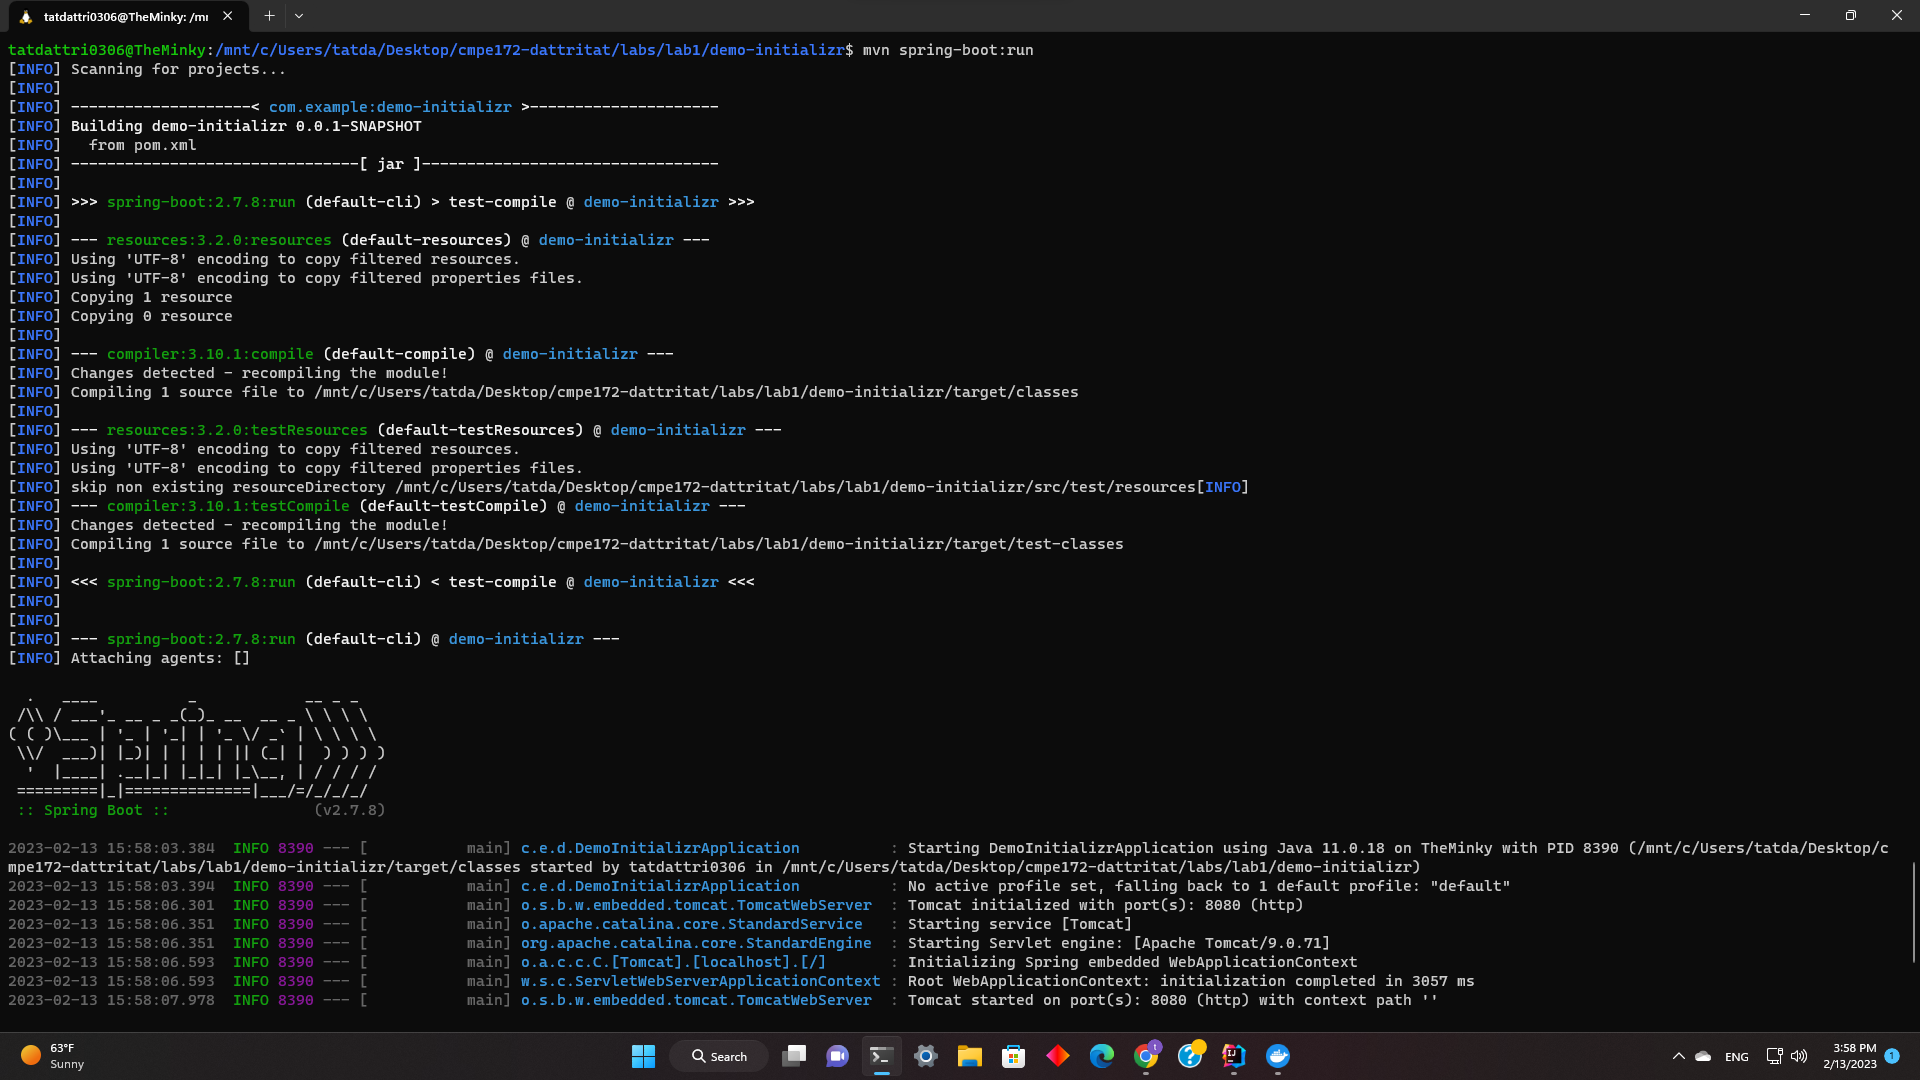 tatdattri0306@TheMinky: /mr
tatdattri0306@TheMinky:/mnt/c/Users/tatda/Desktop/cmpe172-dattritat/labs/lab1/demo-initializr$ mvn spring-boot:run
[INFO] Scanning for projects...
[INFO]
[INFO] ---------------------< com.example:demo-initializr >---------------------
[INFO] Building demo-initializr 0.0.1-SNAPSHOT
[INFO]   from pom.xml
[INFO] --------------------------------[ jar ]---------------------------------
[INFO]
[INFO] >>> spring-boot:2.7.8:run (default-cli) > test-compile @ demo-initializr >>>
[INFO]
[INFO] --- resources:3.2.0:resources (default-resources) @ demo-initializr ---
[INFO] Using 'UTF-8' encoding to copy filtered resources.
[INFO] Using 'UTF-8' encoding to copy filtered properties files.
[INFO] Copying 1 resource
[INFO] Copying 0 resource
[INFO]
[INFO] --- compiler:3.10.1:compile (default-compile) @ demo-initializr ---
[INFO] Changes detected - recompiling the module!
[INFO] Compiling 1 source file to /mnt/c/Users/tatda/Desktop/cmpe172-dattritat/labs/lab1/demo-initializr/target/classes
[INFO]
[INFO] --- resources:3.2.0:testResources (default-testResources) @ demo-initializr ---
[INFO] Using 'UTF-8' encoding to copy filtered resources.
[INFO] Using 'UTF-8' encoding to copy filtered properties files.
[INFO] skip non existing resourceDirectory /mnt/c/Users/tatda/Desktop/cmpe172-dattritat/labs/lab1/demo-initializr/src/test/resources[INFO]
[INFO] --- compiler:3.10.1:testCompile (default-testCompile) @ demo-initializr ---
[INFO] Changes detected - recompiling the module!
[INFO] Compiling 1 source file to /mnt/c/Users/tatda/Desktop/cmpe172-dattritat/labs/lab1/demo-initializr/target/test-classes
[INFO]
[INFO] <<< spring-boot:2.7.8:run (default-cli) < test-compile @ demo-initializr <<<
[INFO]
[INFO]
[INFO] --- spring-boot:2.7.8:run (default-cli) @ demo-initializr ---
[INFO] Attaching agents: []
  .   ____          _            __ _ _
 /\\ / ___'_ __ _ _(_)_ __  __ _ \ \ \ \
( ( )\___ | '_ | '_| | '_ \/ _` | \ \ \ \
 \\/  ___)| |_)| | | | | || (_| |  ) ) ) )
  '  |____| .__|_| |_|_| |_\__, | / / / /
 =========|_|==============|___/=/_/_/_/
 :: Spring Boot ::                (v2.7.8)
2023-02-13 15:58:03.384  INFO 8390 --- [           main] c.e.d.DemoInitializrApplication          : Starting DemoInitializrApplication using Java 11.0.18 on TheMinky with PID 8390 (/mnt/c/Users/tatda/Desktop/c
mpe172-dattritat/labs/lab1/demo-initializr/target/classes started by tatdattri0306 in /mnt/c/Users/tatda/Desktop/cmpe172-dattritat/labs/lab1/demo-initializr)
2023-02-13 15:58:03.394  INFO 8390 --- [           main] c.e.d.DemoInitializrApplication          : No active profile set, falling back to 1 default profile: "default"
2023-02-13 15:58:06.301  INFO 8390 --- [           main] o.s.b.w.embedded.tomcat.TomcatWebServer  : Tomcat initialized with port(s): 8080 (http)
2023-02-13 15:58:06.351  INFO 8390 --- [           main] o.apache.catalina.core.StandardService   : Starting service [Tomcat]
2023-02-13 15:58:06.351  INFO 8390 --- [           main] org.apache.catalina.core.StandardEngine  : Starting Servlet engine: [Apache Tomcat/9.0.71]
2023-02-13 15:58:06.593  INFO 8390 --- [           main] o.a.c.c.C.[Tomcat].[localhost].[/]       : Initializing Spring embedded WebApplicationContext
2023-02-13 15:58:06.593  INFO 8390 --- [           main] w.s.c.ServletWebServerApplicationContext : Root WebApplicationContext: initialization completed in 3057 ms
2023-02-13 15:58:07.978  INFO 8390 --- [           main] o.s.b.w.embedded.tomcat.TomcatWebServer  : Tomcat started on port(s): 8080 (http) with context path ''
63°F
Sunny
Search
t
IJ
ENG
3:58 PM
2/13/2023
1